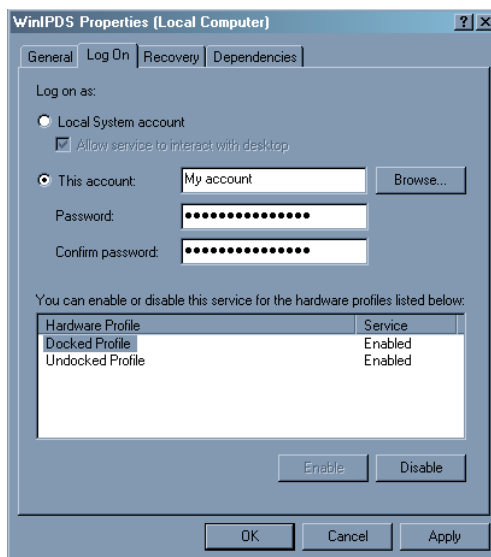 WinIPDS Properties (Local Computer)
General Log On Recovery Dependencies
Log on as:
Local System account
Allow service to interact with desktop
This account: My account Browse...
Password: •••••••••••••••
Confirm password: •••••••••••••••
You can enable or disable this service for the hardware profiles listed below:
Hardware Profile Service
Docked Profile Enabled
Undocked Profile Enabled
Enable Disable
OK Cancel Apply